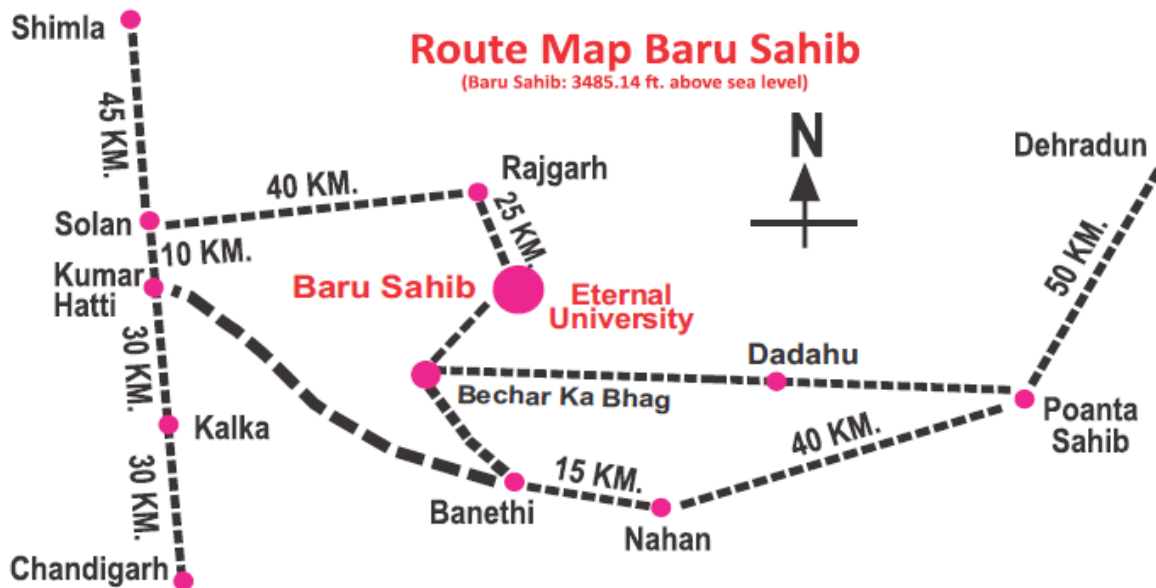 Shimla
Route Map Baru Sahib
(Baru Sahib: 3485.14 ft. above sea level)
45 KM.
N
Dehradun
Rajgarh
40 KM.
25 KM.
Solan
10 KM.
Kumar
Hatti
Baru Sahib
Eternal
University
50 KM.
30 KM.
Dadahu
Bechar Ka Bhag
Kalka
Poanta
Sahib
40 KM.
15 KM.
30 KM.
Banethi
Nahan
Chandigarh